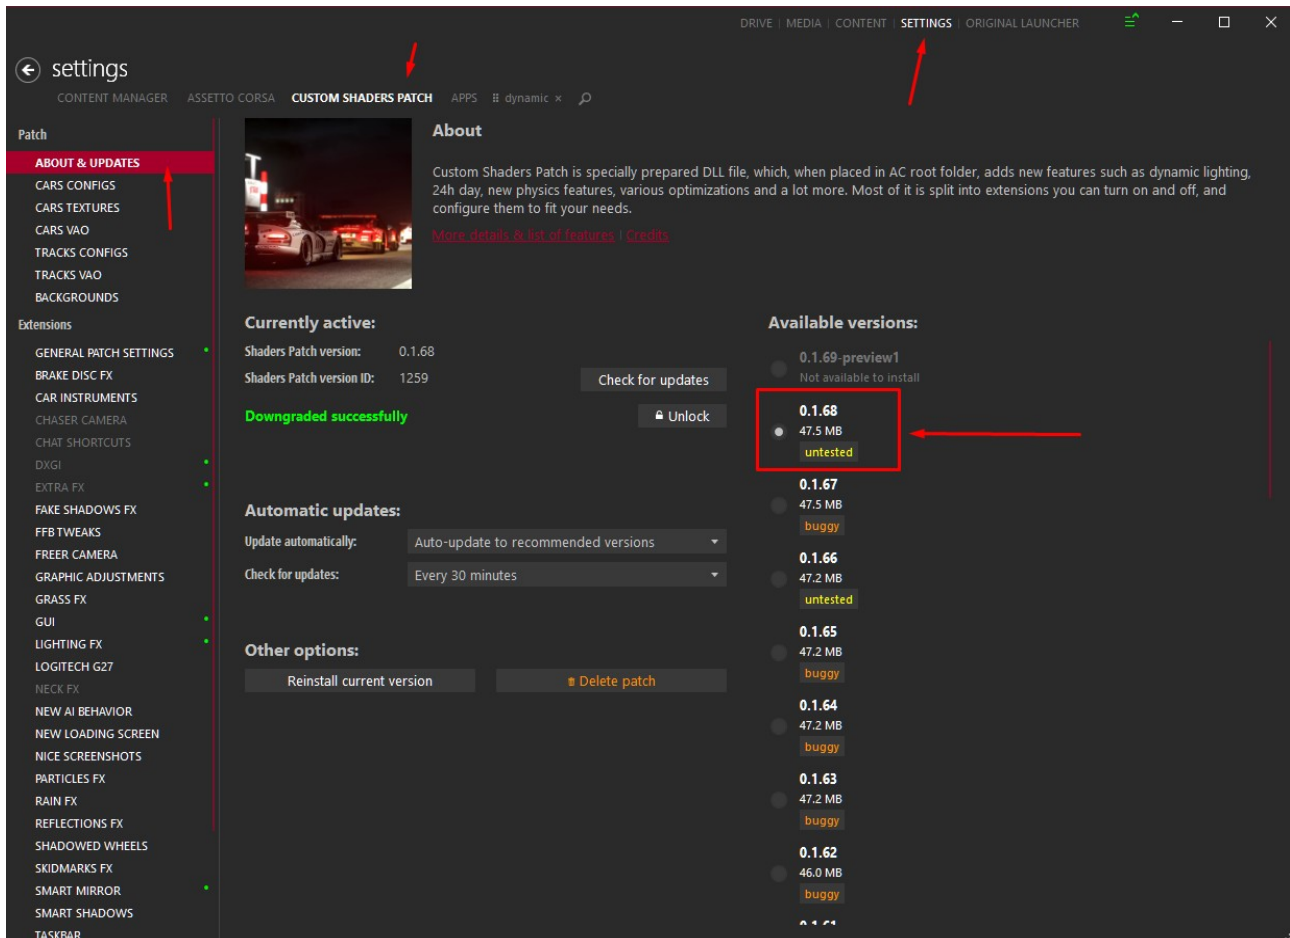 DRIVE | MEDIA | CONTENT | SETTINGS | ORIGINAL LAUNCHER
settings
CONTENT MANAGER ASSETTO CORSA CUSTOM SHADERS PATCH APPS dynamic ×
Patch
ABOUT & UPDATES
CARS CONFIGS
CARS TEXTURES
CARS VAO
TRACKS CONFIGS
TRACKS VAO
BACKGROUNDS
Extensions
GENERAL PATCH SETTINGS
BRAKE DISC FX
CAR INSTRUMENTS
CHASER CAMERA
CHAT SHORTCUTS
DXGI
EXTRA FX
FAKE SHADOWS FX
FFB TWEAKS
FREER CAMERA
GRAPHIC ADJUSTMENTS
GRASS FX
GUI
LIGHTING FX
LOGITECH G27
NECK FX
NEW AI BEHAVIOR
NEW LOADING SCREEN
NICE SCREENSHOTS
PARTICLES FX
RAIN FX
REFLECTIONS FX
SHADOWED WHEELS
SKIDMARKS FX
SMART MIRROR
SMART SHADOWS
TASKBAR
About
Custom Shaders Patch is specially prepared DLL file, which, when placed in AC root folder, adds new features such as dynamic lighting,
24h day, new physics features, various optimizations and a lot more. Most of it is split into extensions you can turn on and off, and
configure them to fit your needs.
More details & list of features | Credits
Currently active:
Shaders Patch version: 0.1.68
Shaders Patch version ID: 1259
Check for updates
Downgraded successfully
Unlock
Automatic updates:
Update automatically: Auto-update to recommended versions
Check for updates: Every 30 minutes
Other options:
Reinstall current version
Delete patch
Available versions:
0.1.69-preview1
Not available to install
0.1.68
47.5 MB
untested
0.1.67
47.5 MB
buggy
0.1.66
47.2 MB
untested
0.1.65
47.2 MB
buggy
0.1.64
47.2 MB
buggy
0.1.63
47.2 MB
buggy
0.1.62
46.0 MB
buggy